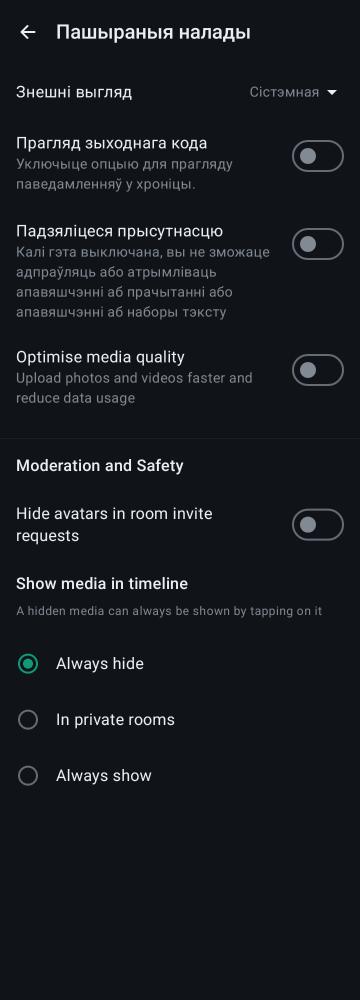 Пашыраныя налады
Знешні выгляд
Сістэмная
Прагляд зыходнага кода
Уключыце опцыю для прагляду
паведамленняў у хроніцы.
Падзяліцеся прысутнасцю
Калі гэта выключана, вы не зможаце
адпраўляць або атрымліваць
апавяшчэнні аб прачытанні або
апавяшчэнні аб наборы тэксту
Optimise media quality
Upload photos and videos faster and
reduce data usage
Moderation and Safety
Hide avatars in room invite
requests
Show media in timeline
A hidden media can always be shown by tapping on it
Always hide
In private rooms
Always show